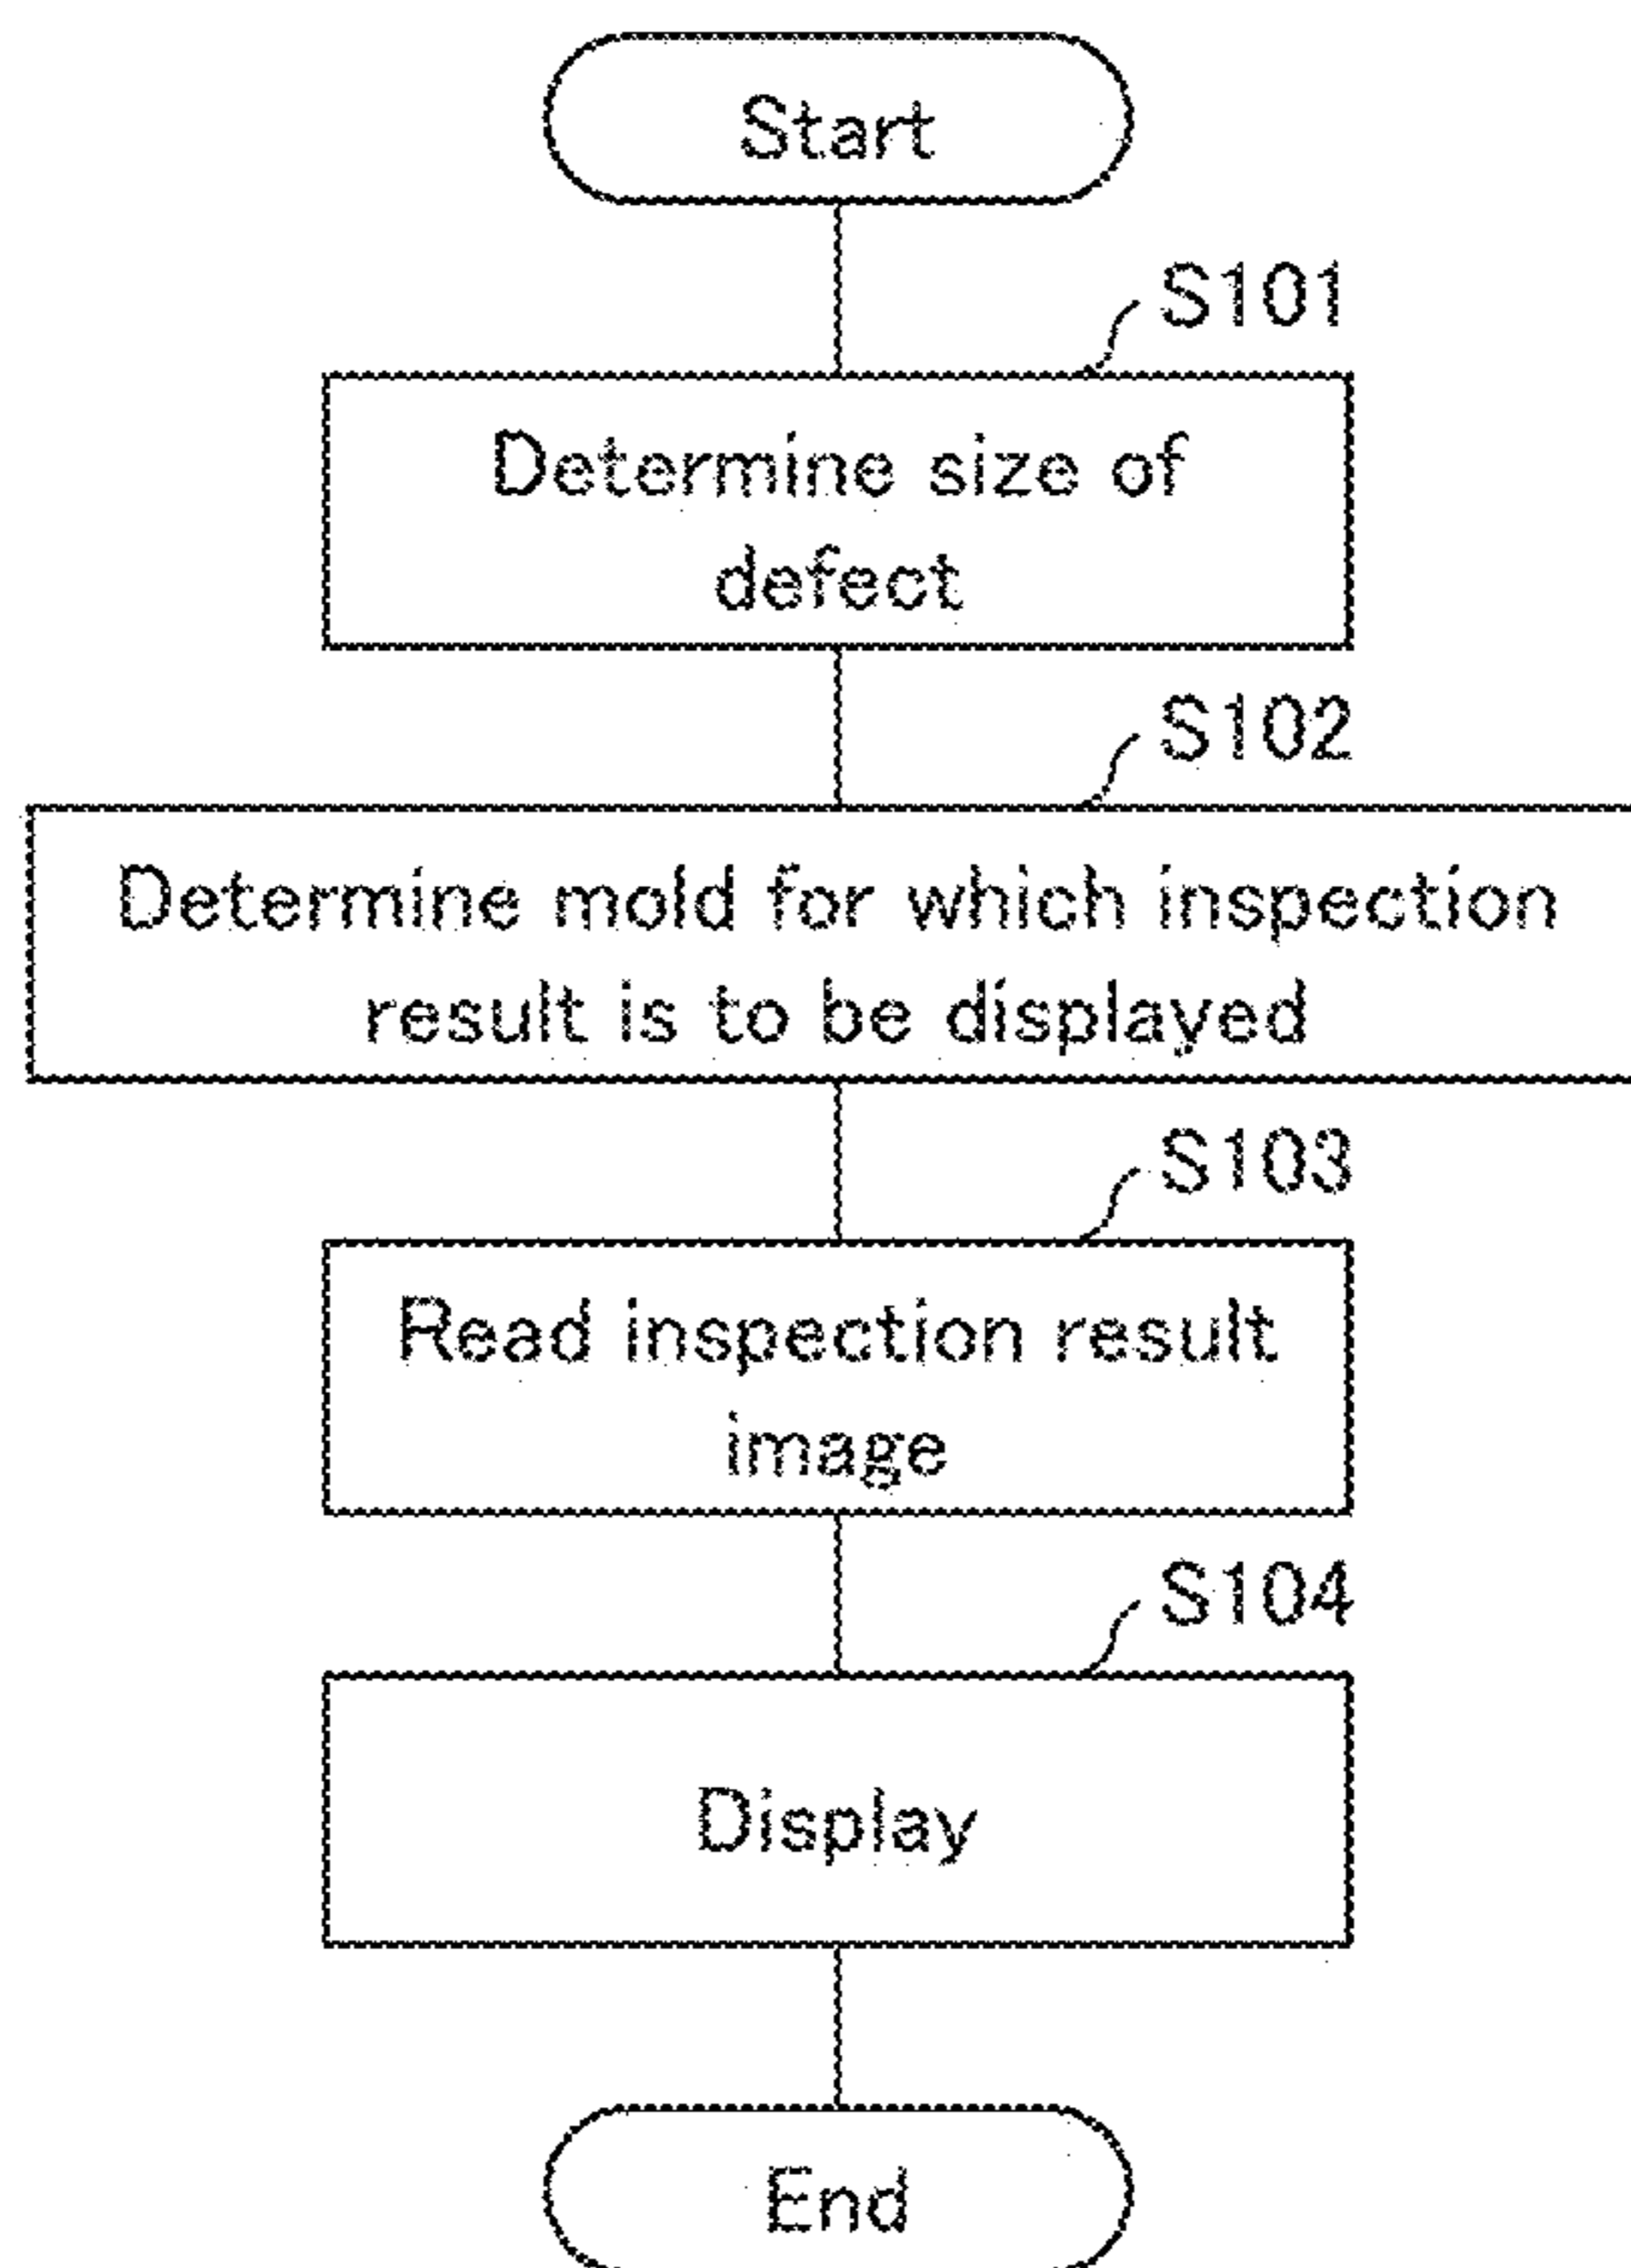 Start
S101
Determine size of
defect
S102
Determine mold for which inspection
result is to be displayed
S103
Read inspection result
image
S104
Display
End